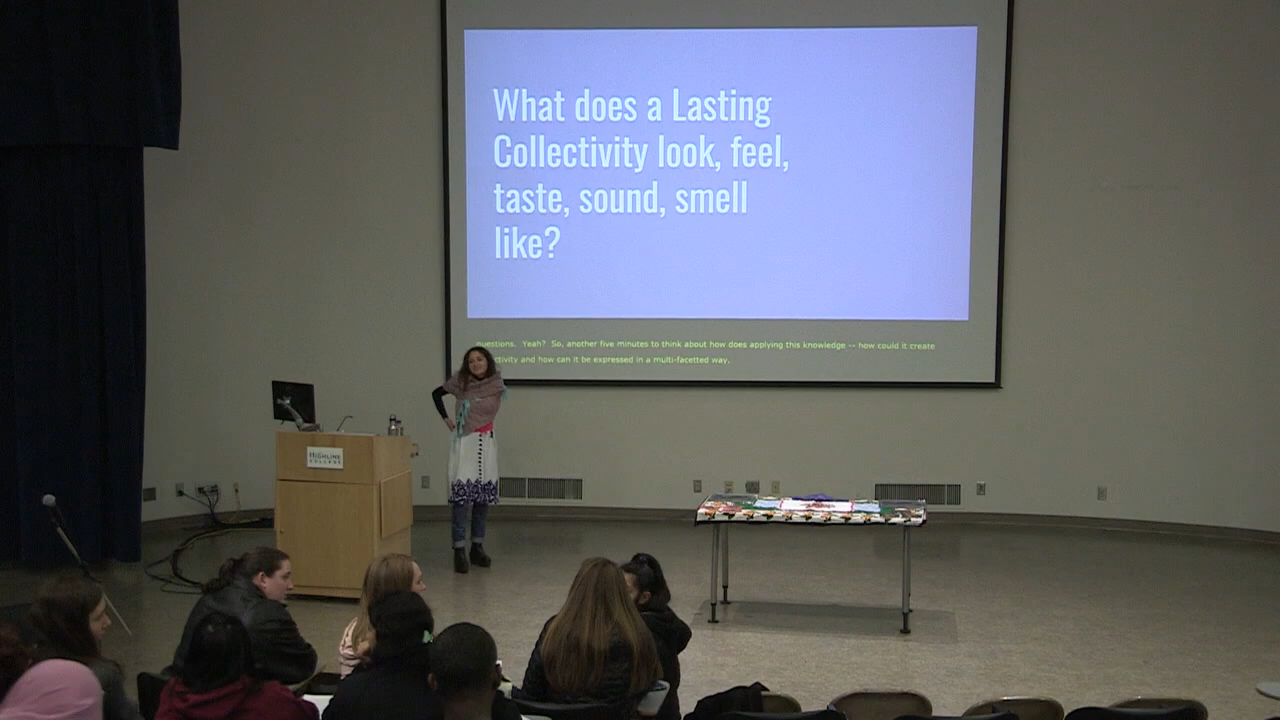 What does a Lasting
Collectivity look, feel,
taste, sound, smell
like?
questions. Yeah? So, another five minutes to think about how does applying this knowledge -- how could it create
and how can it be expressed in a multi-facetted way.
HIGHLINE
COLLEGE